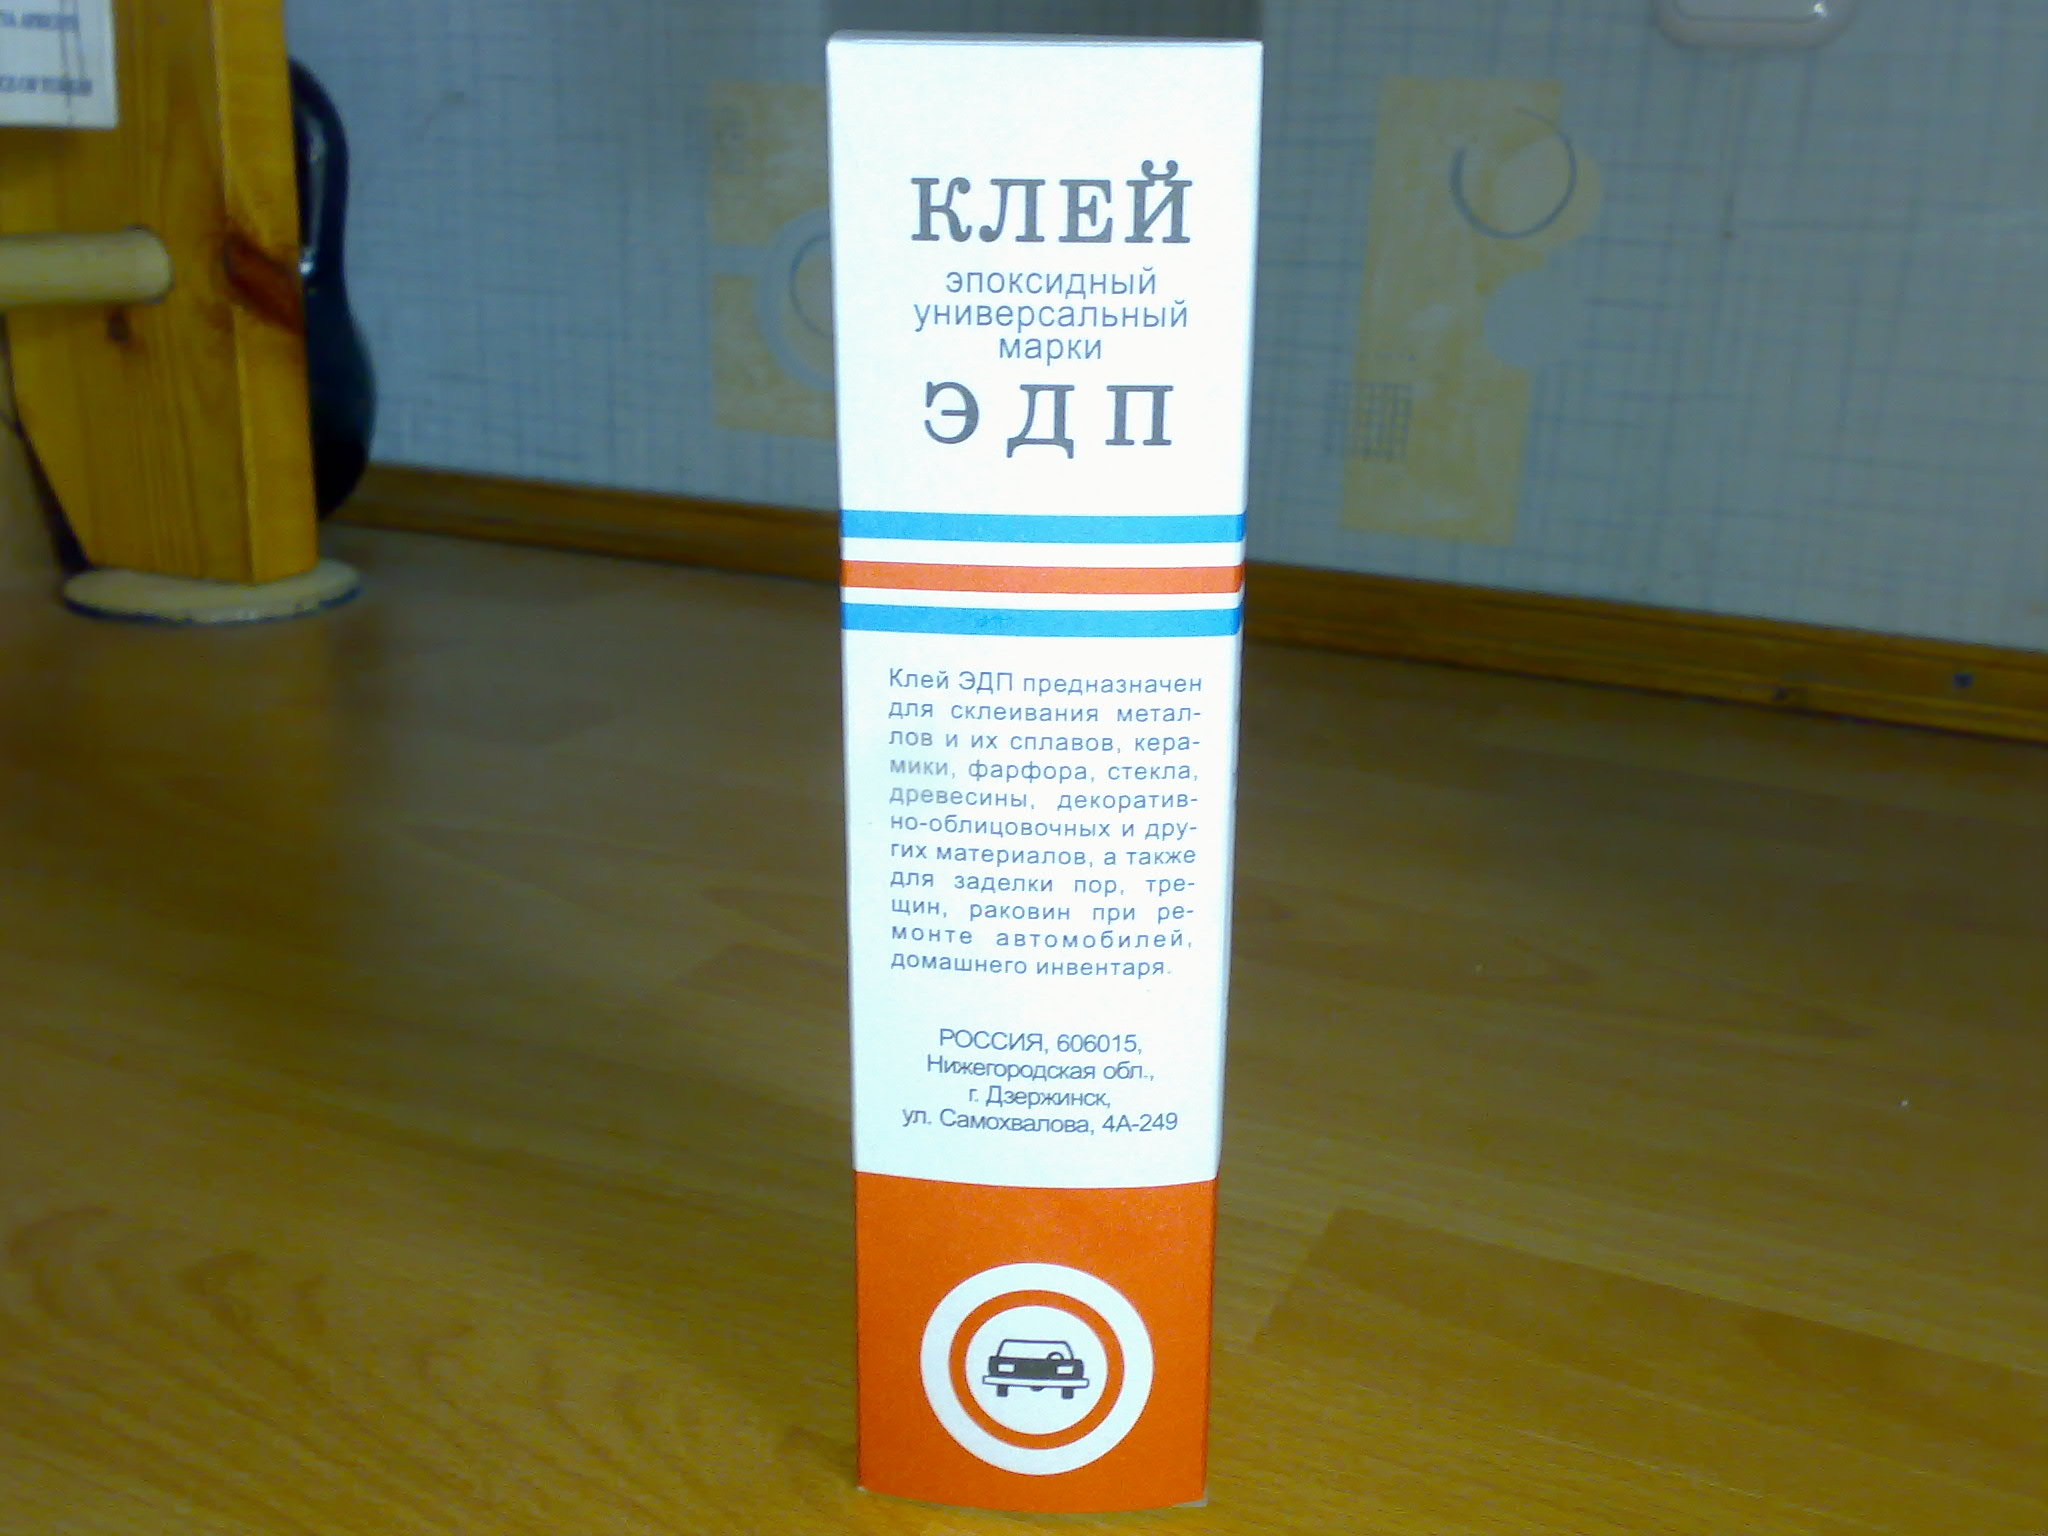 КЛЕЙ
эпоксидный
универсальный
марки
ЭДП
Клей ЭДП предназначен
для склеивания метал-
лов и их сплавов, кера-
мики, фарфора, стекла,
древесины, декоратив-
но-облицовочных и дру-
гих материалов, а также
для заделки пор, тре-
щин, раковин при ре-
монте автомобилей,
домашнего инвентаря.
РОССИЯ, 606015,
Нижегородская обл.,
г. Дзержинск,
ул. Самохвалова, 4А-249